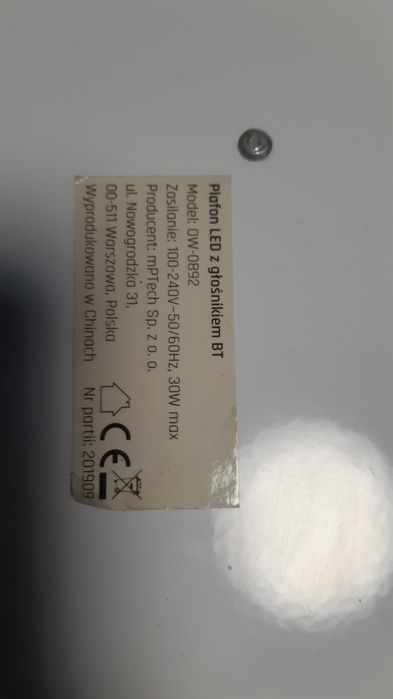 Plafon LED z głośnikiem BT
Model: OW-0892
Zasilanie: 100-240V~50/60Hz, 30W max
Producent: mPTech Sp. z o. o.
ul. Nowogrodzka 31,
00-511 Warszawa, Polska
Wyprodukowano w Chinach
CE
Nr partii: 201909